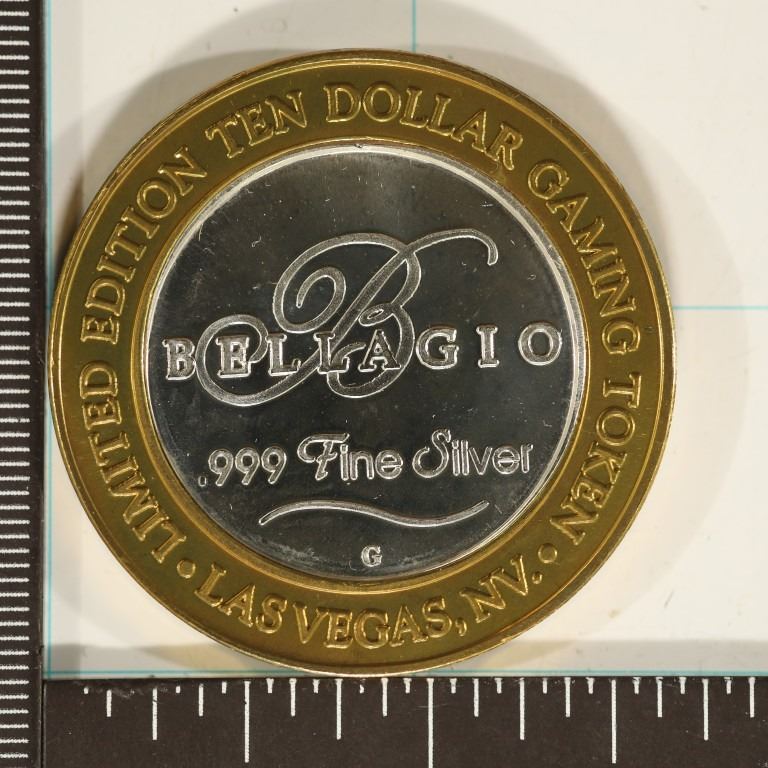 LIMITED EDITION TEN DOLLAR GAMING TOKEN
B
BELLAGIO
.999 Fine Silver
G
• LAS VEGAS, NV. •